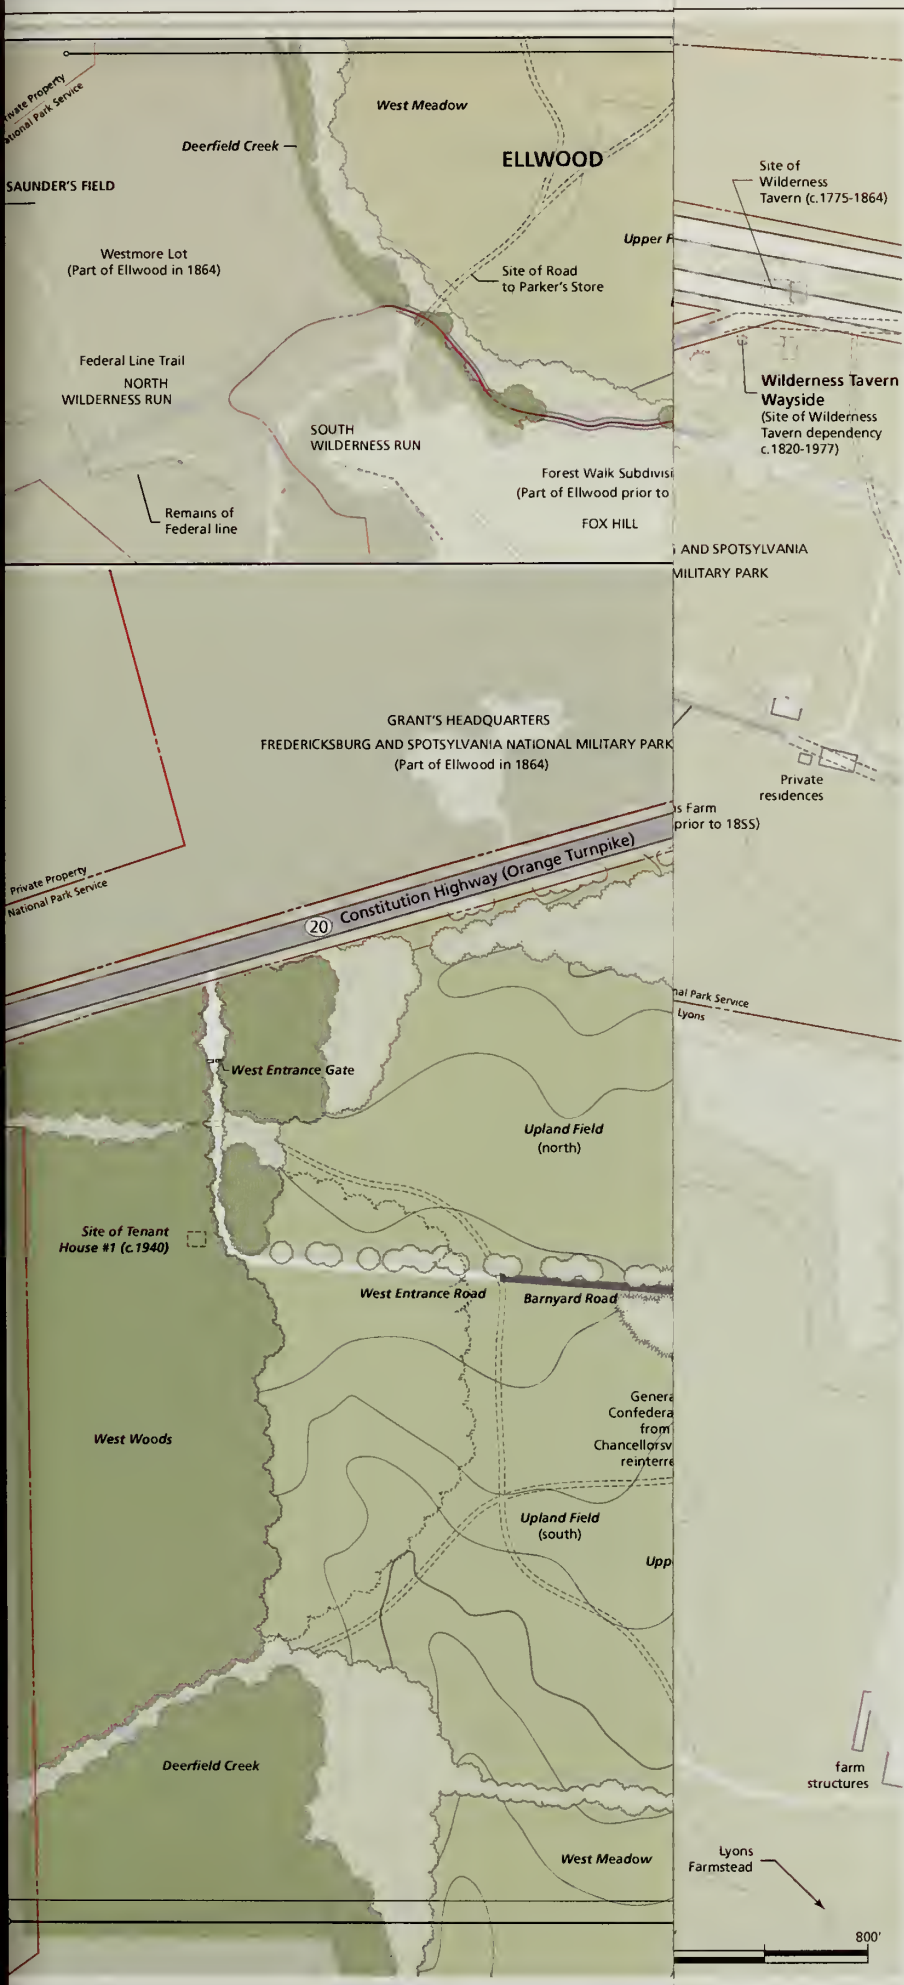 Private Property
National Park Service
West Meadow
Deerfield Creek
ELLWOOD
SAUNDER'S FIELD
Westmore Lot
(Part of Ellwood in 1864)
Upper F
Site of Road
to Parker's Store
Federal Line Trail
NORTH
WILDERNESS RUN
SOUTH
WILDERNESS RUN
Remains of
Federal line
Forest Walk Subdivisi
(Part of Ellwood prior to
FOX HILL
Site of
Wilderness
Tavern (c.1775-1864)
Wilderness Tavern
Wayside
(Site of Wilderness
Tavern dependency
c.1820-1977)
AND SPOTSYLVANIA
MILITARY PARK
GRANT'S HEADQUARTERS
FREDERICKSBURG AND SPOTSYLVANIA NATIONAL MILITARY PARK
(Part of Ellwood in 1864)
Private
residences
s Farm
prior to 1855)
Private Property
National Park Service
20 Constitution Highway (Orange Turnpike)
nal Park Service
Lyons
West Entrance Gate
Upland Field
(north)
Site of Tenant
House #1 (c.1940)
West Entrance Road
Barnyard Road
Genera
Confedera
from
Chancellorsv
reinterre
West Woods
Upland Field
(south)
Upp
Deerfield Creek
farm
structures
West Meadow
Lyons
Farmstead
800'